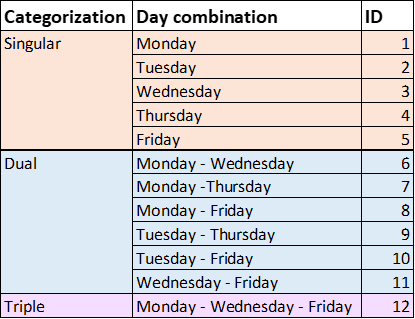 Categorization Day combination ID
Singular Monday 1
Tuesday 2
Wednesday 3
Thursday 4
Friday 5
Dual Monday - Wednesday 6
Monday -Thursday 7
Monday - Friday 8
Tuesday - Thursday 9
Tuesday - Friday 10
Wednesday - Friday 11
Triple Monday - Wednesday - Friday 12